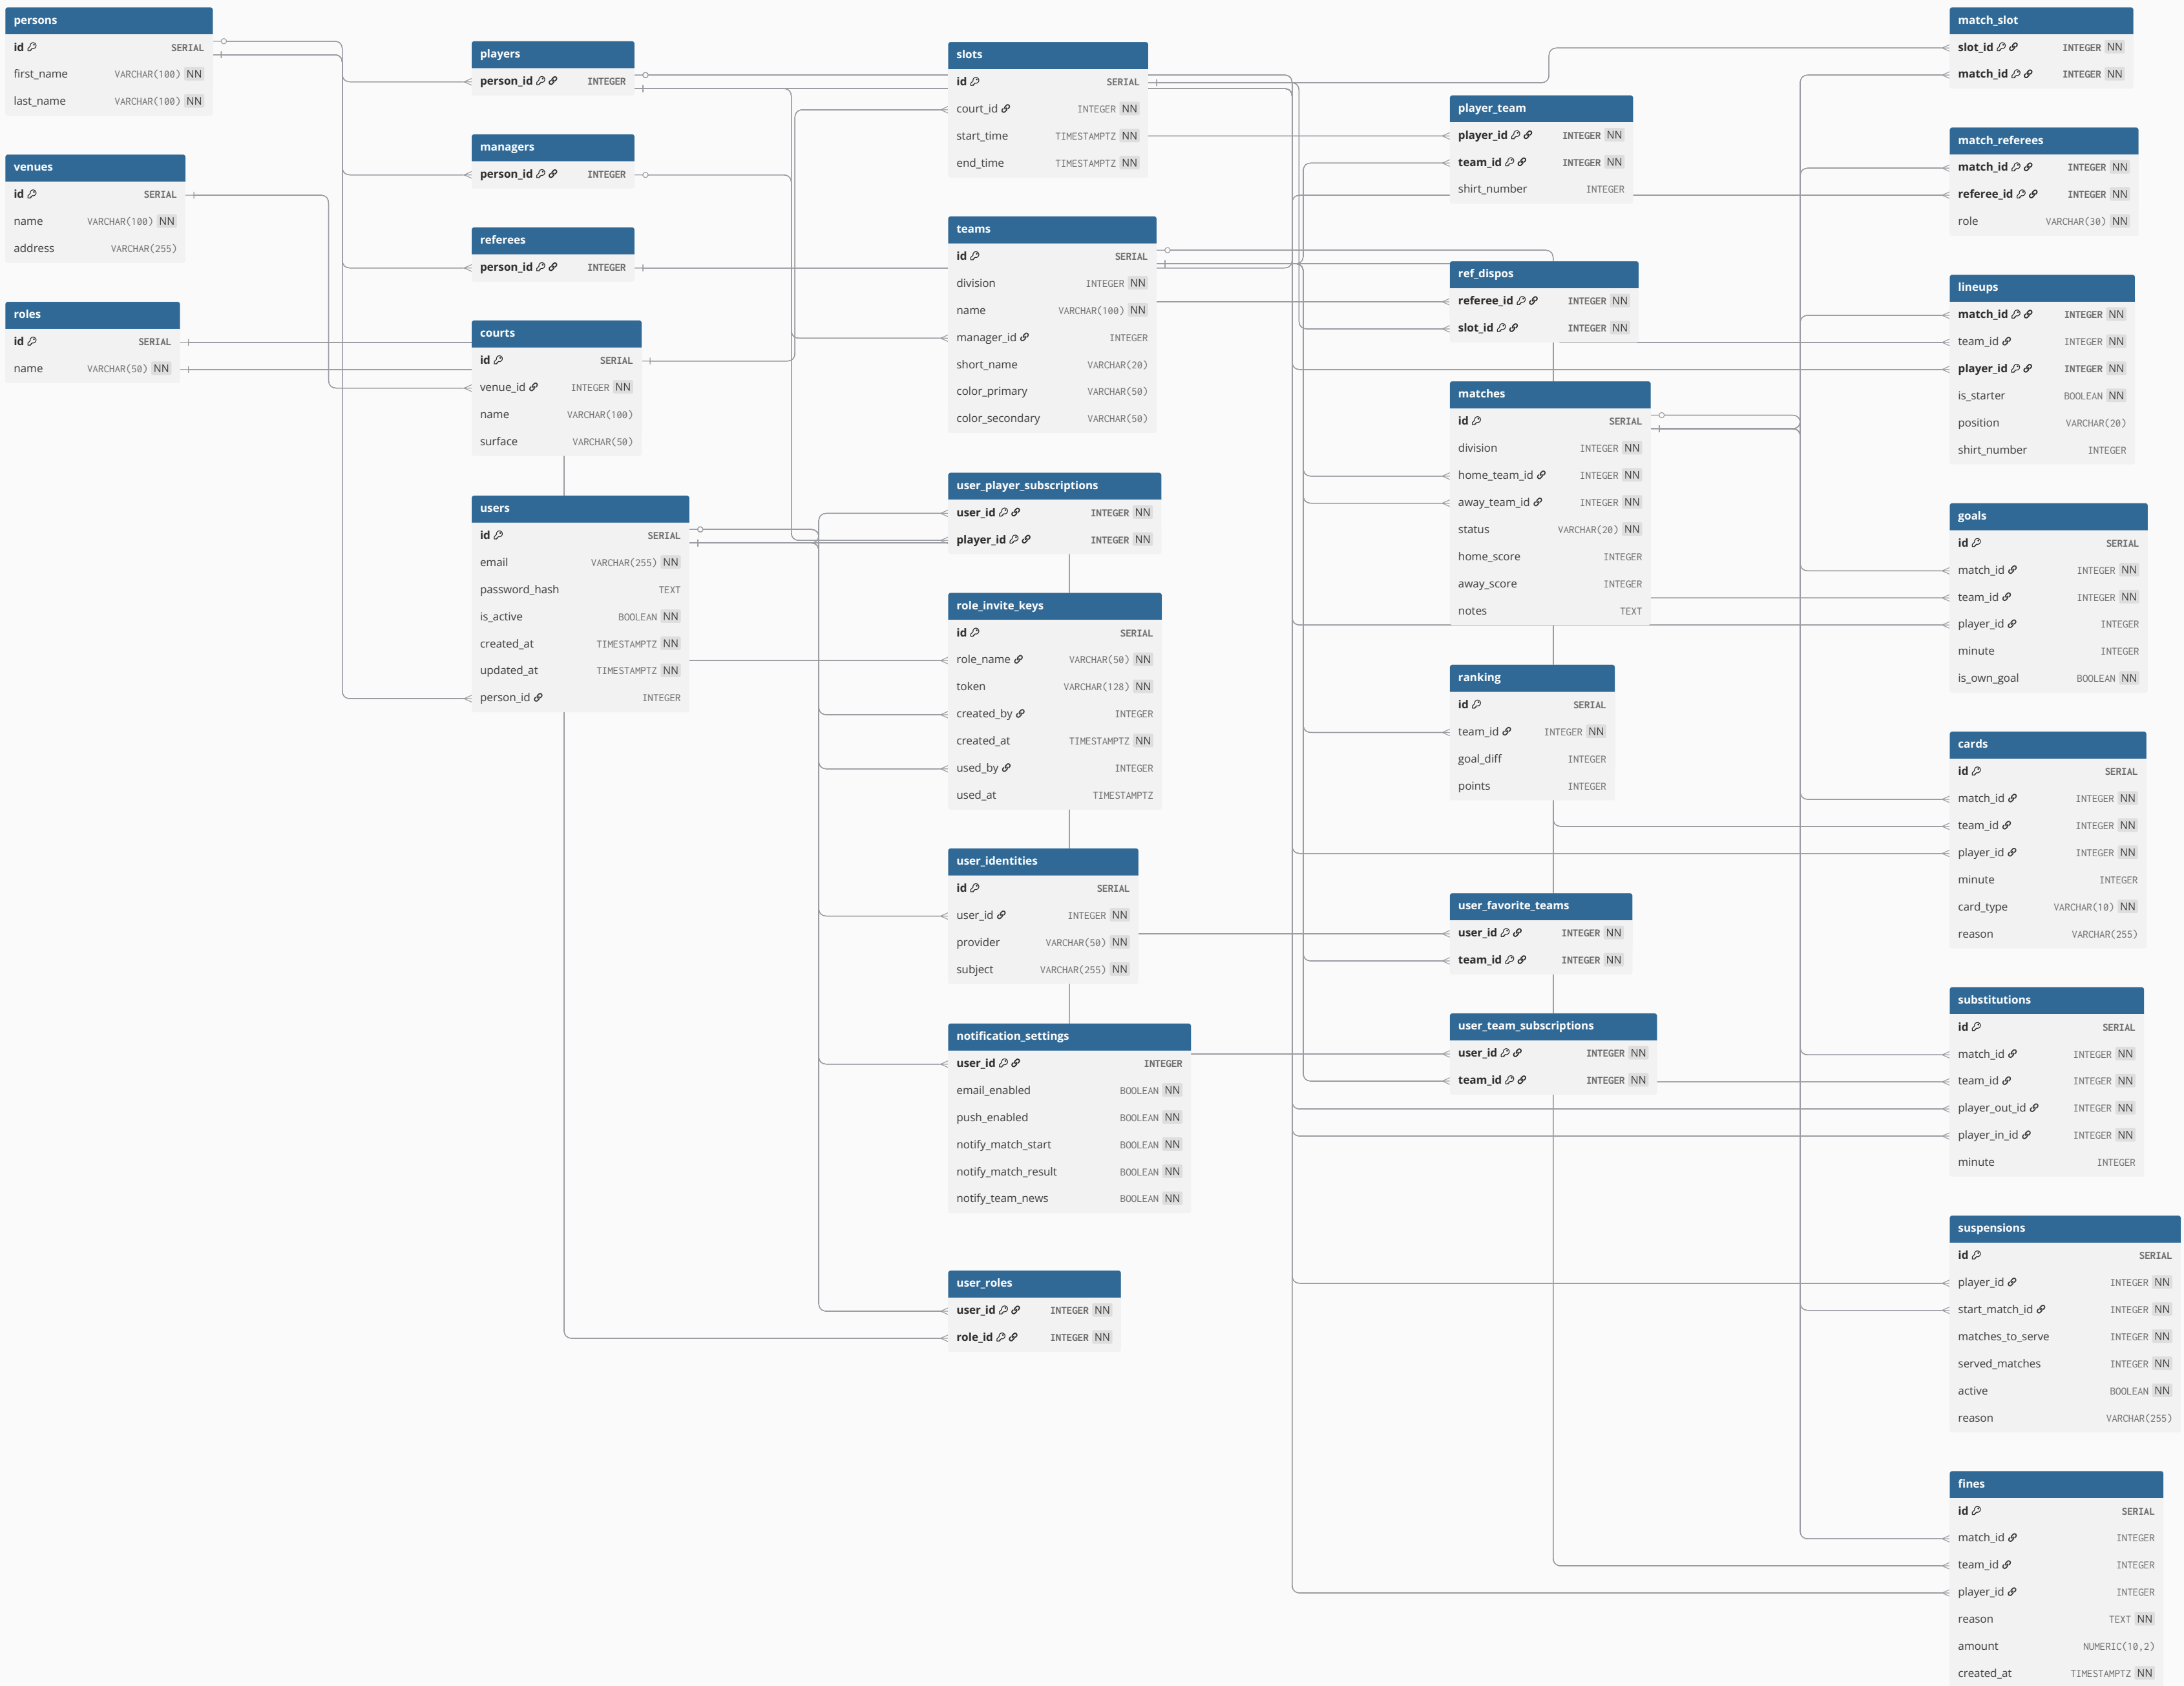 persons
id SERIAL
first_name VARCHAR(100) NN
last_name VARCHAR(100) NN
venues
id SERIAL
name VARCHAR(100) NN
address VARCHAR(255)
roles
id SERIAL
name VARCHAR(50) NN
players
person_id INTEGER
managers
person_id INTEGER
referees
person_id INTEGER
courts
id SERIAL
venue_id INTEGER NN
name VARCHAR(100)
surface VARCHAR(50)
users
id SERIAL
email VARCHAR(255) NN
password_hash TEXT
is_active BOOLEAN NN
created_at TIMESTAMPTZ NN
updated_at TIMESTAMPTZ NN
person_id INTEGER
slots
id SERIAL
court_id INTEGER NN
start_time TIMESTAMPTZ NN
end_time TIMESTAMPTZ NN
teams
id SERIAL
division INTEGER NN
name VARCHAR(100) NN
manager_id INTEGER
short_name VARCHAR(20)
color_primary VARCHAR(50)
color_secondary VARCHAR(50)
user_player_subscriptions
user_id INTEGER NN
player_id INTEGER NN
role_invite_keys
id SERIAL
role_name VARCHAR(50) NN
token VARCHAR(128) NN
created_by INTEGER
created_at TIMESTAMPTZ NN
used_by INTEGER
used_at TIMESTAMPTZ
user_identities
id SERIAL
user_id INTEGER NN
provider VARCHAR(50) NN
subject VARCHAR(255) NN
notification_settings
user_id INTEGER
email_enabled BOOLEAN NN
push_enabled BOOLEAN NN
notify_match_start BOOLEAN NN
notify_match_result BOOLEAN NN
notify_team_news BOOLEAN NN
user_roles
user_id INTEGER NN
role_id INTEGER NN
player_team
player_id INTEGER NN
team_id INTEGER NN
shirt_number INTEGER
ref_dispos
referee_id INTEGER NN
slot_id INTEGER NN
matches
id SERIAL
division INTEGER NN
home_team_id INTEGER NN
away_team_id INTEGER NN
status VARCHAR(20) NN
home_score INTEGER
away_score INTEGER
notes TEXT
ranking
id SERIAL
team_id INTEGER NN
goal_diff INTEGER
points INTEGER
user_favorite_teams
user_id INTEGER NN
team_id INTEGER NN
user_team_subscriptions
user_id INTEGER NN
team_id INTEGER NN
match_slot
slot_id INTEGER NN
match_id INTEGER NN
match_referees
match_id INTEGER NN
referee_id INTEGER NN
role VARCHAR(30) NN
lineups
match_id INTEGER NN
team_id INTEGER NN
player_id INTEGER NN
is_starter BOOLEAN NN
position VARCHAR(20)
shirt_number INTEGER
goals
id SERIAL
match_id INTEGER NN
team_id INTEGER NN
player_id INTEGER
minute INTEGER
is_own_goal BOOLEAN NN
cards
id SERIAL
match_id INTEGER NN
team_id INTEGER NN
player_id INTEGER NN
minute INTEGER
card_type VARCHAR(10) NN
reason VARCHAR(255)
substitutions
id SERIAL
match_id INTEGER NN
team_id INTEGER NN
player_out_id INTEGER NN
player_in_id INTEGER NN
minute INTEGER
suspensions
id SERIAL
player_id INTEGER NN
start_match_id INTEGER NN
matches_to_serve INTEGER NN
served_matches INTEGER NN
active BOOLEAN NN
reason VARCHAR(255)
fines
id SERIAL
match_id INTEGER
team_id INTEGER
player_id INTEGER
reason TEXT NN
amount NUMERIC(10,2)
created_at TIMESTAMPTZ NN